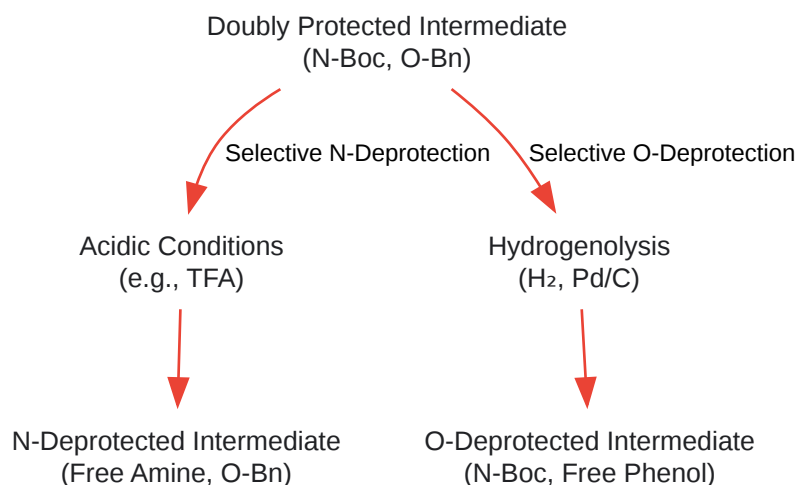 Doubly Protected Intermediate
(N-Boc, O-Bn)
Selective N-Deprotection
Selective O-Deprotection
Acidic Conditions
(e.g., TFA)
Hydrogenolysis
(H₂, Pd/C)
N-Deprotected Intermediate
(Free Amine, O-Bn)
O-Deprotected Intermediate
(N-Boc, Free Phenol)